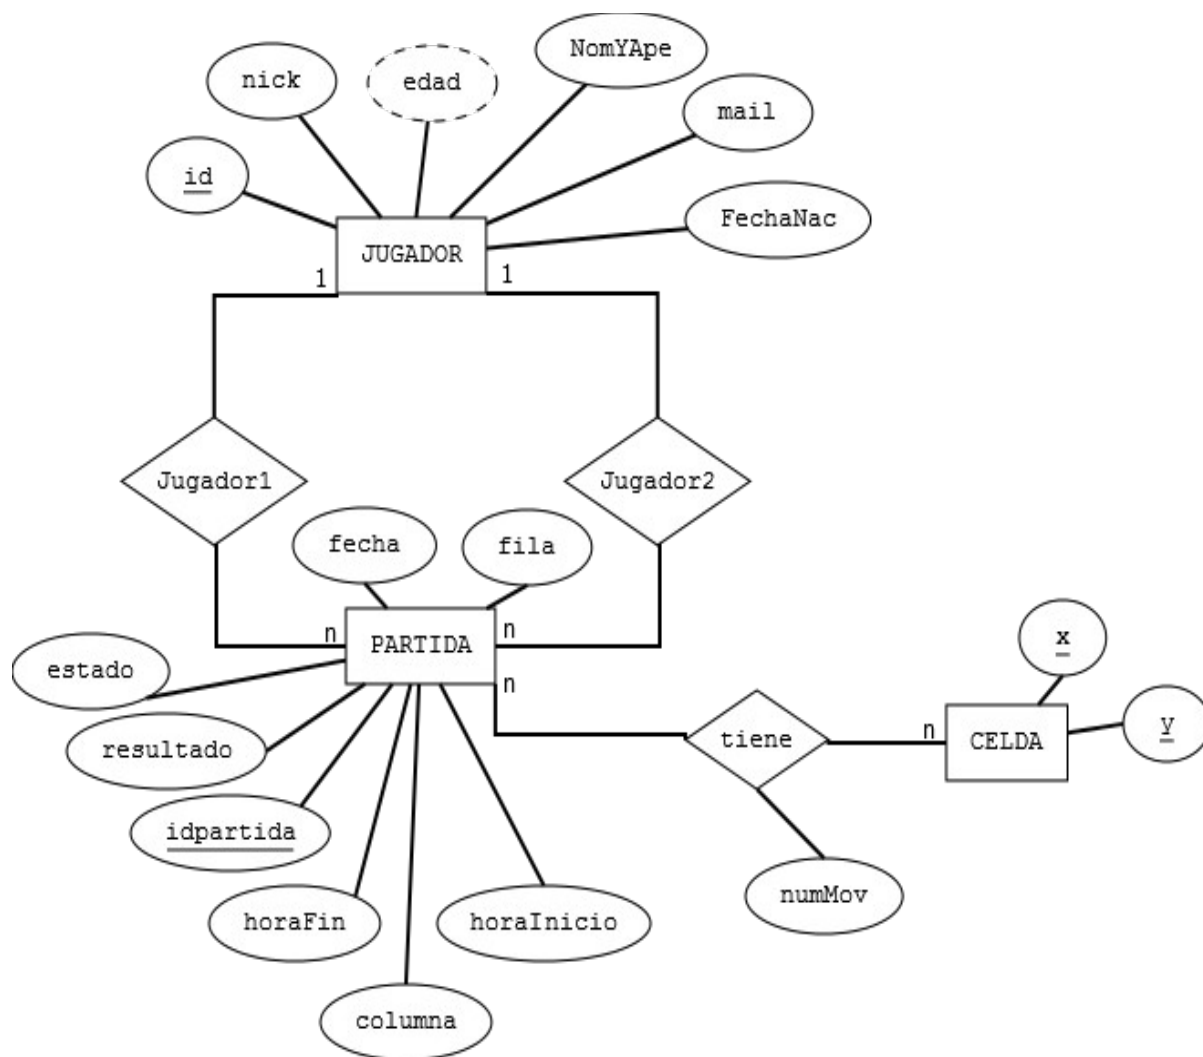 NomYApe
nick
edad
mail
id
FechaNac
JUGADOR
1
1
Jugador1
Jugador2
fecha
fila
n
PARTIDA
n
x
estado
n
tiene
n
CELDA
y
resultado
idpartida
numMov
horaFin
horaInicio
columna